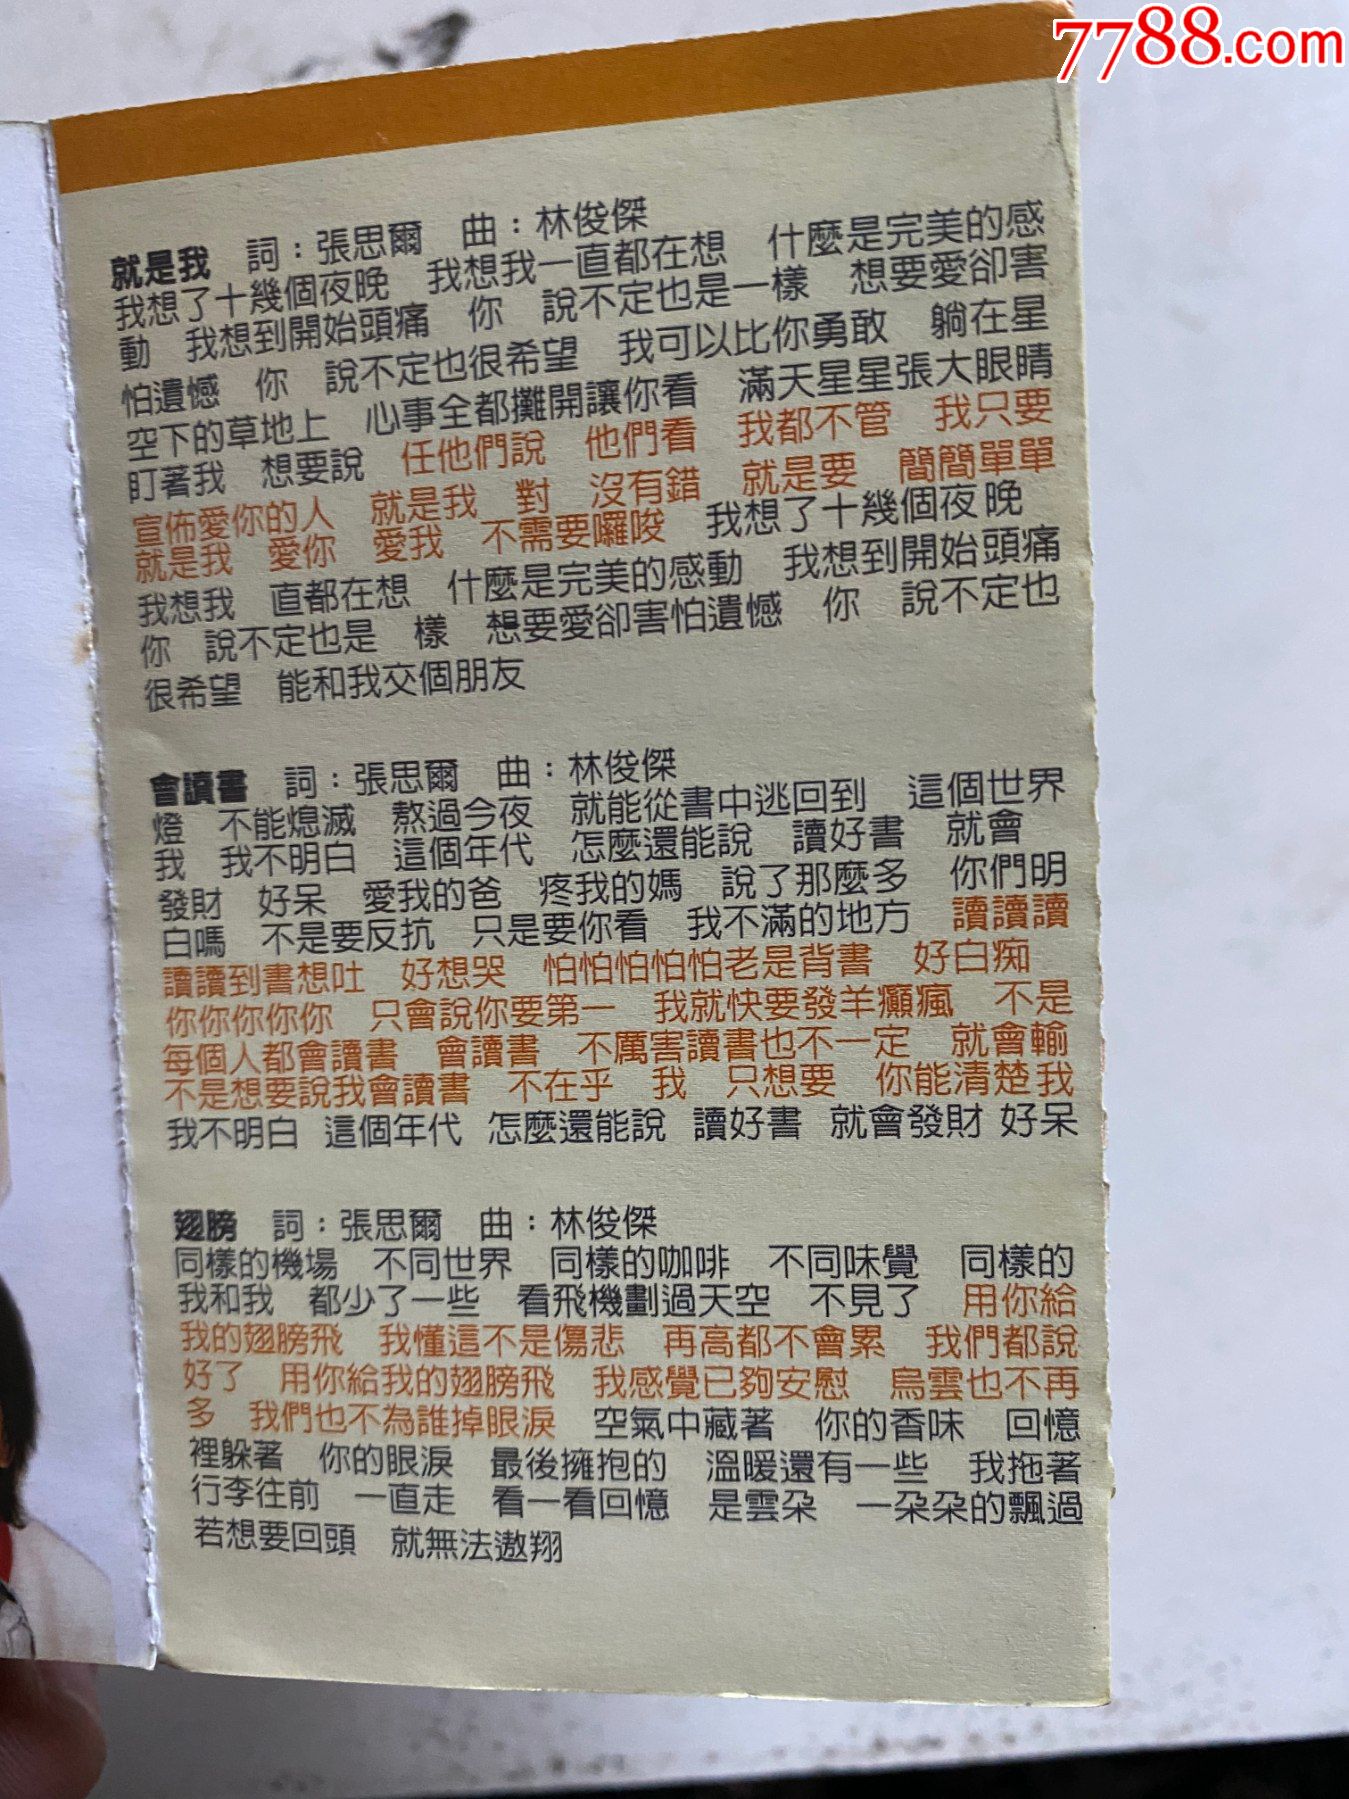 7788.com
就是我　詞：張思爾　曲：林俊傑
我想了十幾個夜晚　我想我一直都在想　什麼是完美的感
動　我想到開始頭痛　你　說不定也是一樣　想要愛卻害
怕遺憾　你　說不定也很希望　我可以比你勇敢　躺在星
空下的草地上　心事全都攤開讓你看　滿天星星張大眼睛
盯著我　想要說　任他們說　他們看　我都不管　我只要
宣佈愛你的人　就是我　對　沒有錯　就是要　簡簡單單
就是我　愛你　愛我　不需要囉唆　我想了十幾個夜晚
我想我　直都在想　什麼是完美的感動　我想到開始頭痛
你　說不定也是　樣　想要愛卻害怕遺憾　你　說不定也
很希望　能和我交個朋友
會讀書　詞：張思爾　曲：林俊傑
燈　不能熄滅　熬過今夜　就能從書中逃回到　這個世界
我　我不明白　這個年代　怎麼還能說　讀好書　就會
發財　好呆　愛我的爸　疼我的媽　說了那麼多　你們明
白嗎　不是要反抗　只是要你看　我不滿的地方　讀讀讀
讀讀到書想吐　好想哭　怕怕怕怕怕老是背書　好白痴
你你你你你　只會說你要第一　我就快要發羊癲瘋　不是
每個人都會讀書　會讀書　不厲害讀書也不一定　就會輸
不是想要說我會讀書　不在乎　我　只想要　你能清楚我
我不明白　這個年代　怎麼還能說　讀好書　就會發財　好呆
翅膀　詞：張思爾　曲：林俊傑
同樣的機場　不同世界　同樣的咖啡　不同味覺　同樣的
我和我　都少了一些　看飛機劃過天空　不見了　用你給
我的翅膀飛　我懂這不是傷悲　再高都不會累　我們都說
好了　用你給我的翅膀飛　我感覺已夠安慰　烏雲也不再
多　我們也不為誰掉眼淚　空氣中藏著　你的香味　回憶
裡躲著　你的眼淚　最後擁抱的　溫暖還有一些　我拖著
行李往前　一直走　看一看回憶　是雲朵　一朵朵的飄過
若想要回頭　就無法遨翔